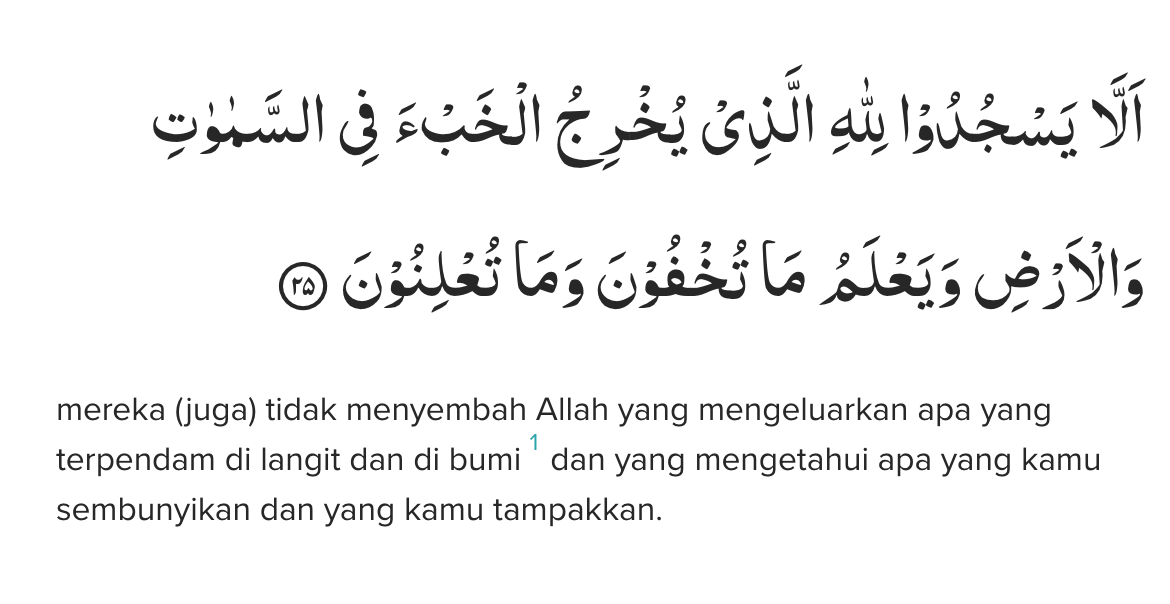 اَلَّا يَسْجُدُوْا لِلّٰهِ الَّذِيْ يُخْرِجُ الْخَبْءَ فِى السَّمٰوٰتِ
وَالْاَرْضِ وَيَعْلَمُ مَا تُخْفُوْنَ وَمَا تُعْلِنُوْنَ ۲۵
mereka (juga) tidak menyembah Allah yang mengeluarkan apa yang
terpendam di langit dan di bumi 1 dan yang mengetahui apa yang kamu
sembunyikan dan yang kamu tampakkan.